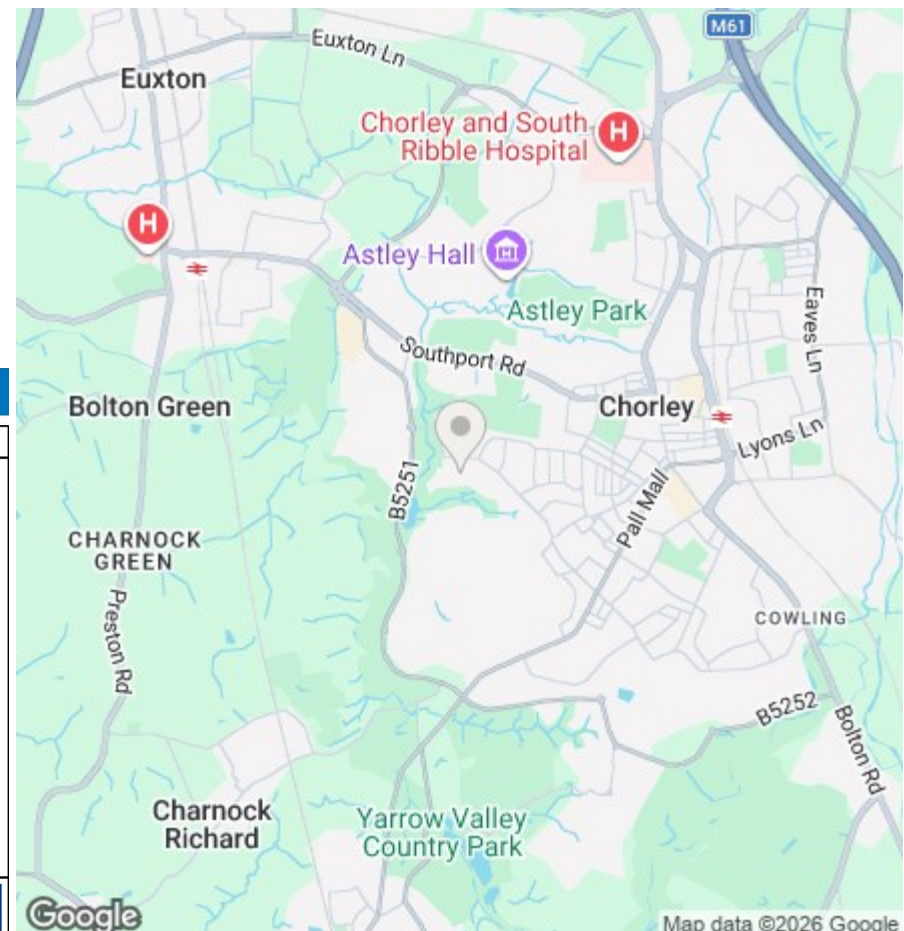 M61
Euxton Ln
Euxton
Chorley and South
Ribble Hospital
H
H
Astley Hall
Astley Park
Eaves Ln
Southport Rd
Bolton Green
Chorley
Lyons Ln
B5251
Pall Mall
CHARNOCK
GREEN
Preston Rd
COWLING
B5252
Bolton Rd
Charnock
Richard
Yarrow Valley
Country Park
Google
Map data ©2026 Google